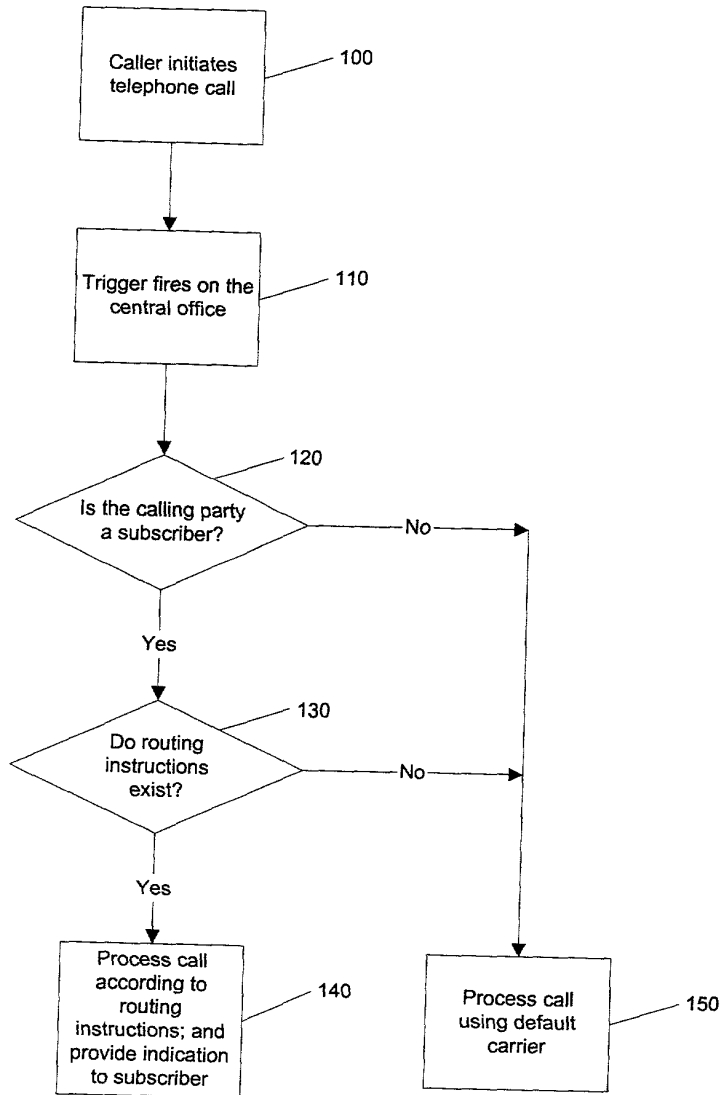 Caller initiates
telephone call
100
Trigger fires on the
central office
110
120
Is the calling party
a subscriber?
No
Yes
130
Do routing
instructions
exist?
No
Yes
Process call
according to
routing
instructions; and
provide indication
to subscriber
140
Process call
using default
carrier
150